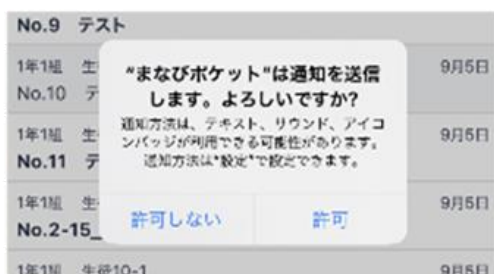 No.9 テスト
1年1組 生
9月5日
No.10 テ
"まなびポケット"は通知を送信
します。よろしいですか?
通知方法は、テキスト、サウンド、アイコ
ンバッジが利用できる可能性があります。
通知方法は"設定"で設定できます。
1年1組 生
9月5日
No.11 テ
1年1組 生
9月5日
No.2-
15_
許可しない
許可
1年1組 生徒10-1
9月5日